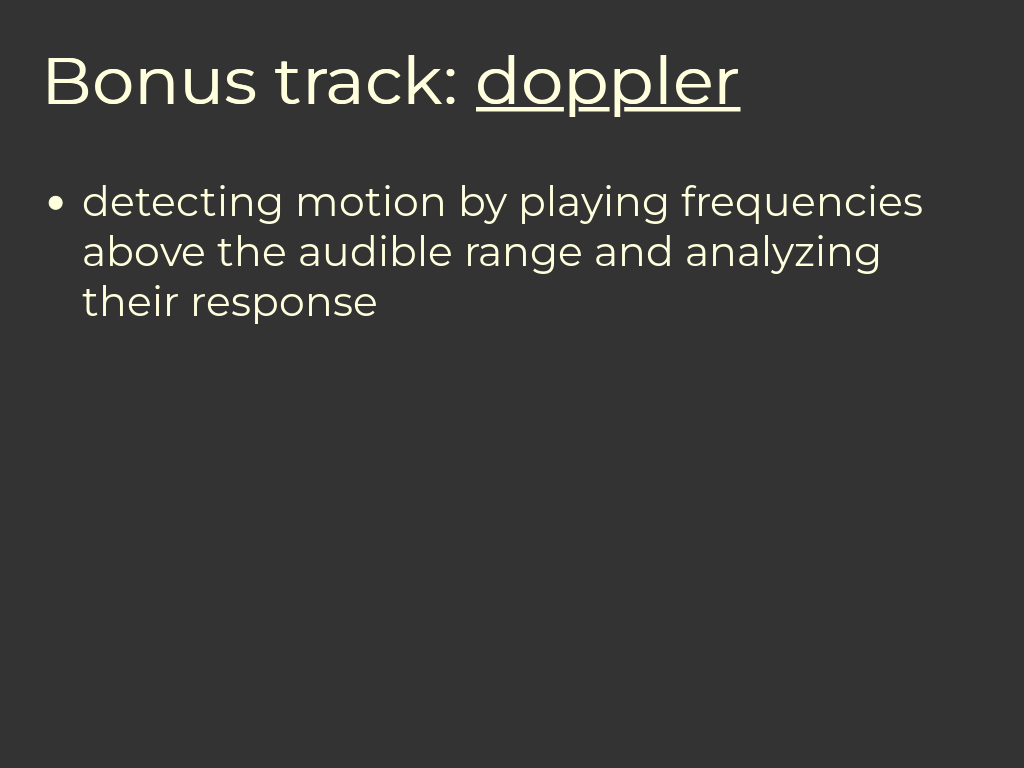 Bonus track: doppler
• detecting motion by playing frequencies
above the audible range and analyzing
their response